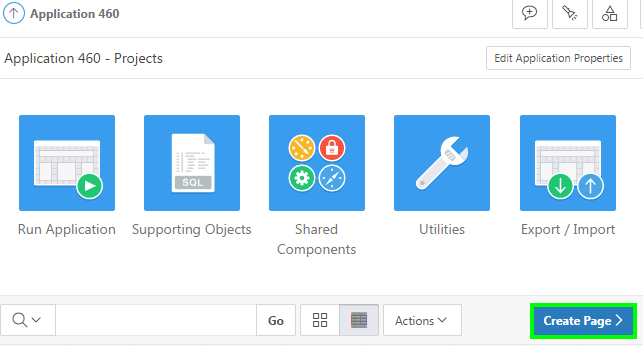 Application 460
Application 460 - Projects
Edit Application Properties
SQL
Run Application
Supporting Objects
Shared
Components
Utilities
Export / Import
Go
Actions
Create Page